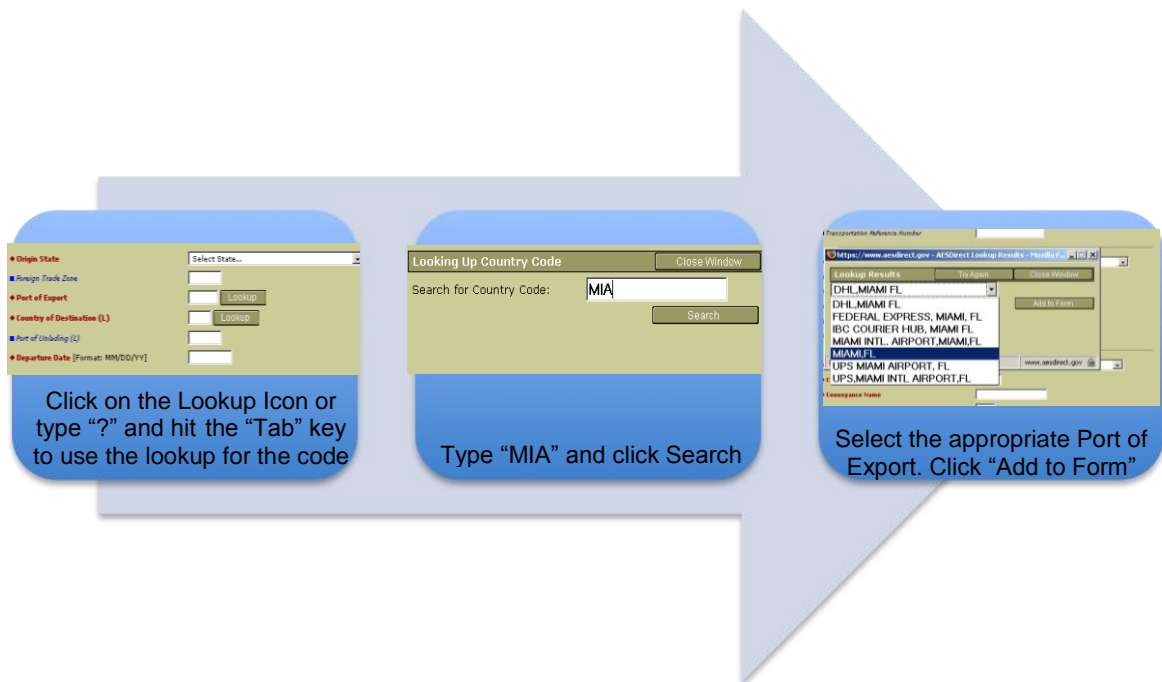 Origin State
Select State...
Foreign Trade Zone
Port of Export
Lookup
Country of Destination (L)
Lookup
Port of Unlading (L)
Departure Date [Format: MM/DD/YY]
Click on the Lookup Icon or
type “?” and hit the “Tab” key
to use the lookup for the code
Looking Up Country Code
Close Window
Search for Country Code:
MIA
Search
Type “MIA” and click Search
Transportation Reference Number
https://www.aesdirect.gov - AESDirect Lookup Results - Mozilla F...
Lookup Results
Try Again
Close Window
DHL,MIAMI FL
Add to Form
DHL,MIAMI FL
FEDERAL EXPRESS, MIAMI, FL
IBC COURIER HUB, MIAMI FL
MIAMI INTL. AIRPORT,MIAMI,FL
MIAMI,FL
UPS MIAMI AIRPORT, FL
UPS,MIAMI INTL AIRPORT,FL
www.aesdirect.gov
Conveyance Name
Select the appropriate Port of
Export. Click “Add to Form”